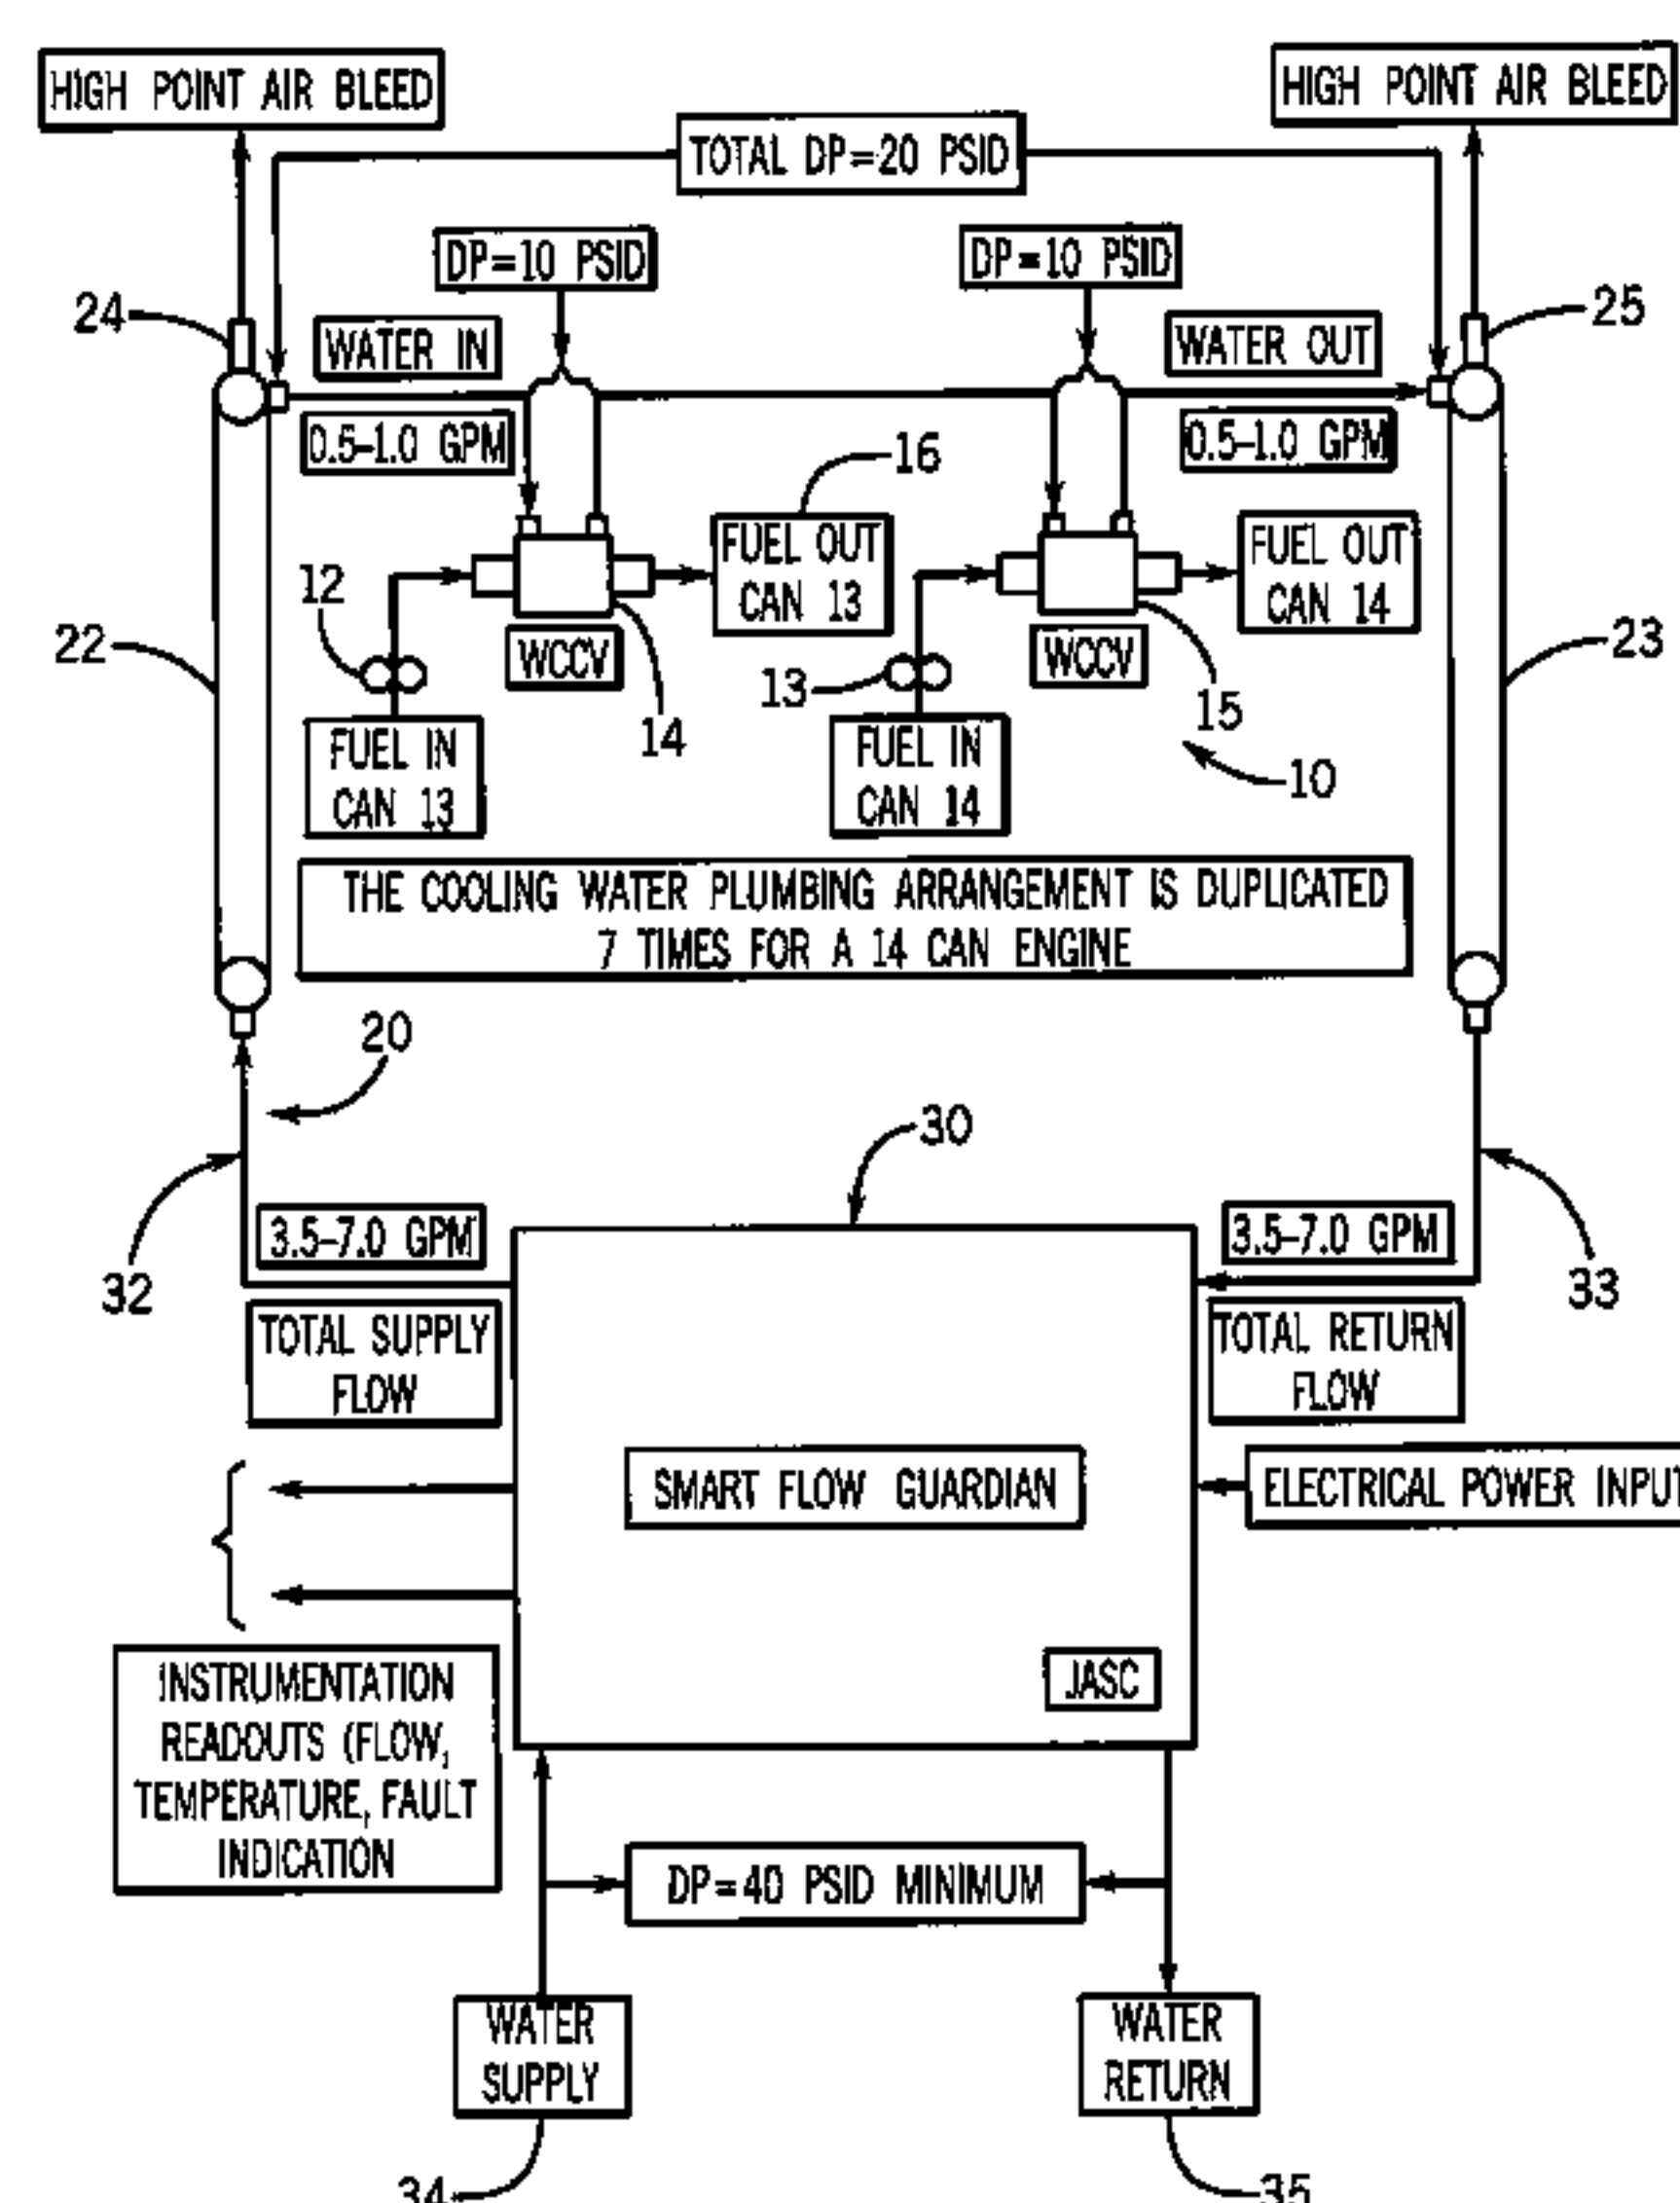 HIGH POINT AIR BLEED
HIGH POINT AIR BLEED
TOTAL DP=20 PSID
DP=10 PSID
DP=10 PSID
24
25
WATER IN
WATER OUT
0.5–1.0 GPM
0.5–1.0 GPM
16
FUEL OUT
CAN 13
FUEL OUT
CAN 14
12
22
WCCV
WCCV
23
13
14
15
FUEL IN
CAN 13
FUEL IN
CAN 14
10
THE COOLING WATER PLUMBING ARRANGEMENT IS DUPLICATED
7 TIMES FOR A 14 CAN ENGINE
20
30
3.5–7.0 GPM
3.5–7.0 GPM
32
33
TOTAL SUPPLY
FLOW
TOTAL RETURN
FLOW
SMART FLOW GUARDIAN
ELECTRICAL POWER INPUT
JASC
INSTRUMENTATION
READOUTS (FLOW,
TEMPERATURE, FAULT
INDICATION
DP=40 PSID MINIMUM
WATER
SUPPLY
WATER
RETURN
34
35